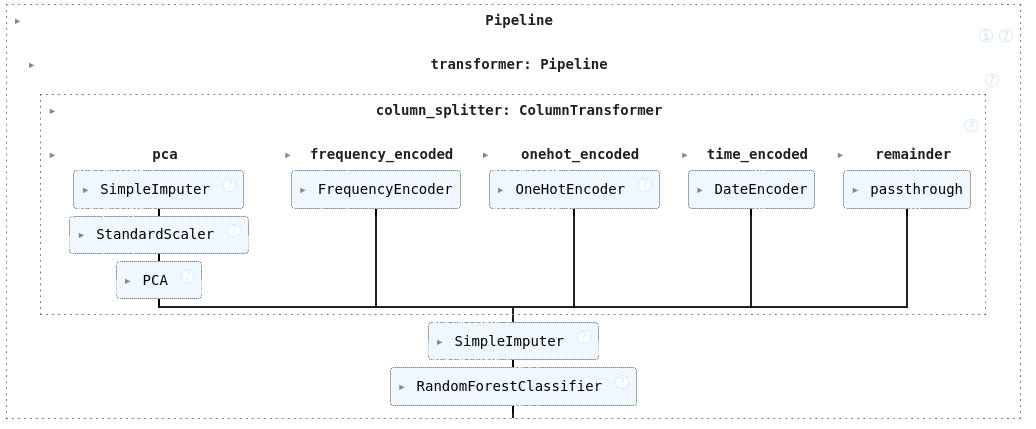 Pipeline
transformer: Pipeline
column_splitter: ColumnTransformer
pca frequency_encoded onehot_encoded time_encoded remainder
SimpleImputer FrequencyEncoder OneHotEncoder DateEncoder passthrough
StandardScaler
PCA
SimpleImputer
RandomForestClassifier